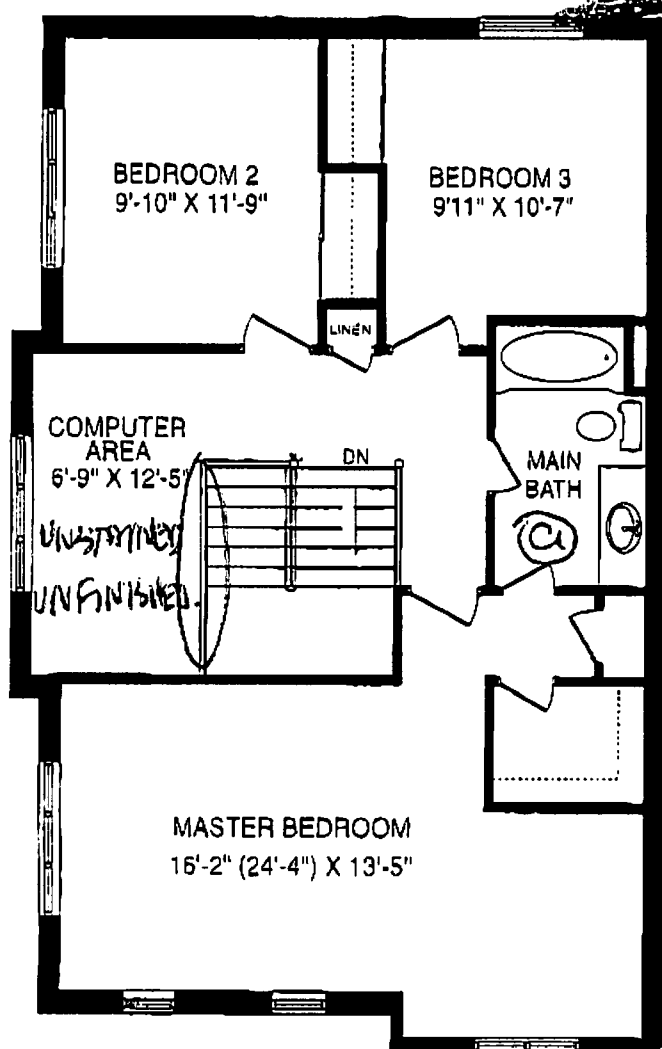 BEDROOM 2
9'-10" X 11'-9"
BEDROOM 3
9'11" X 10'-7"
LINEN
COMPUTER
AREA
6'-9" X 12'-5"
DN
MAIN
BATH
UNSTAINED
UNFINISHED.
MASTER BEDROOM
16'-2" (24'-4") X 13'-5"